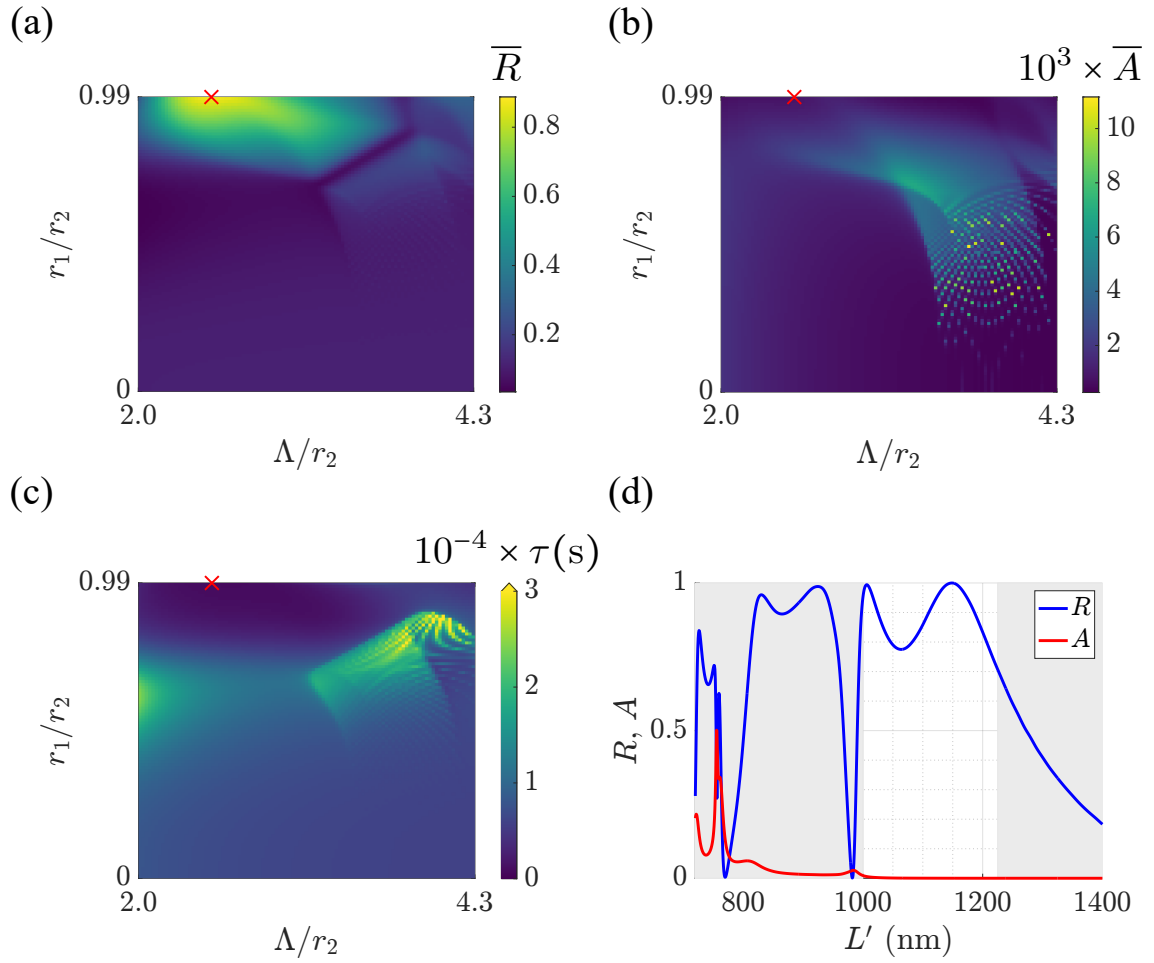 (a)
R̅
0.99
0.8
0.6
0.4
0.2
r₁/r₂
0
2.0
4.3
Λ/r₂
(b)
10³ × A̅
0.99
10
8
6
4
2
r₁/r₂
0
2.0
4.3
Λ/r₂
(c)
10⁻⁴ × τ(s)
0.99
3
2
1
0
r₁/r₂
0
2.0
4.3
Λ/r₂
(d)
1
0.5
0
R, A
R
A
800
1000
1200
1400
L′ (nm)